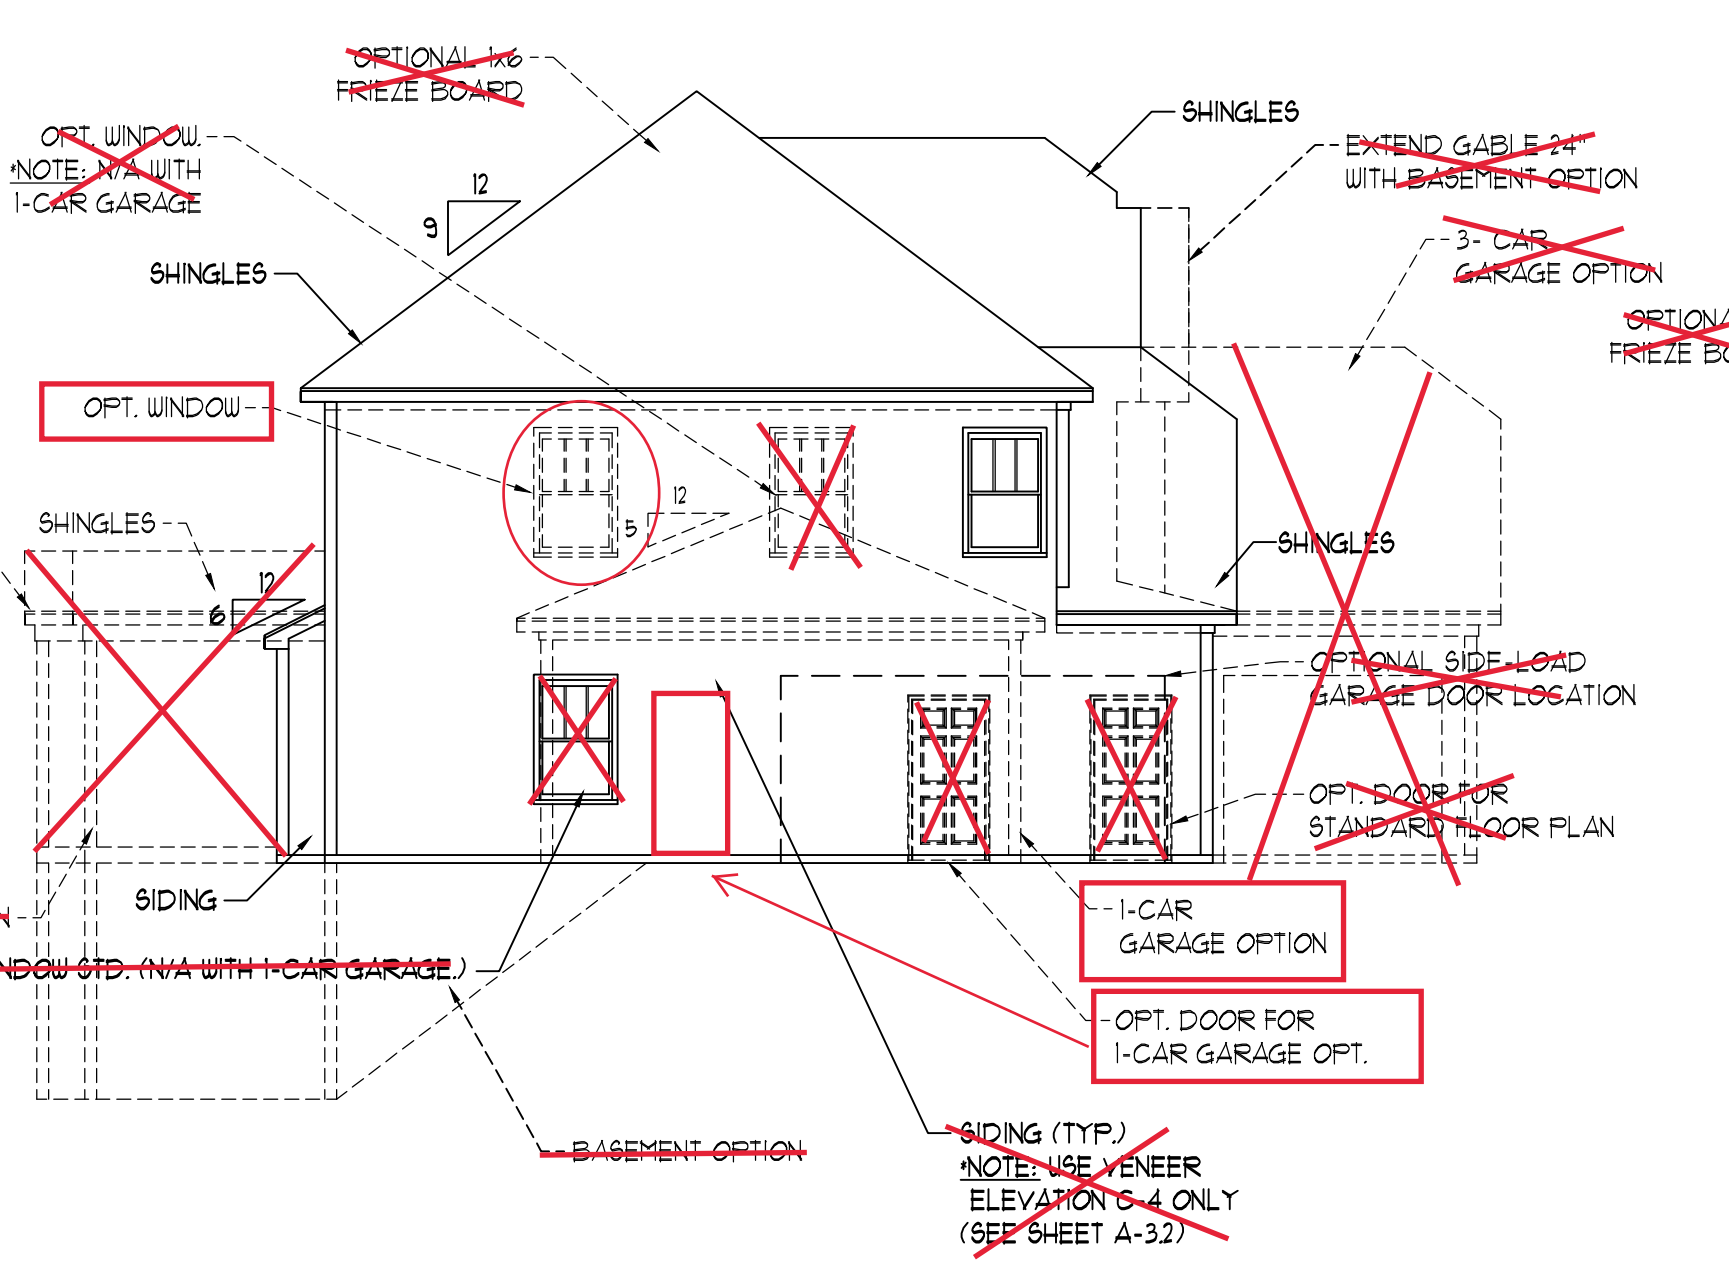 OPTIONAL 1x6
FRIEZE BOARD
SHINGLES
OPT. WINDOW.
*NOTE: N/A WITH
1-CAR GARAGE
EXTEND GABLE 24"
WITH BASEMENT OPTION
12
9
3- CAR
GARAGE OPTION
SHINGLES
FRIEZE
OPT. WINDOW
12
5
SHINGLES
SHINGLES
12
6
OPTIONAL SIDE-LOAD
GARAGE DOOR LOCATION
OPT. DOOR FOR
STANDARD FLOOR PLAN
SIDING
1-CAR
GARAGE OPTION
STD. (N/A WITH 1-CAR GARAGE.)
OPT. DOOR FOR
1-CAR GARAGE OPT.
BASEMENT OPTION
SIDING (TYP.)
*NOTE: USE VENEER
ELEVATION C-4 ONLY
(SEE SHEET A-3.2)